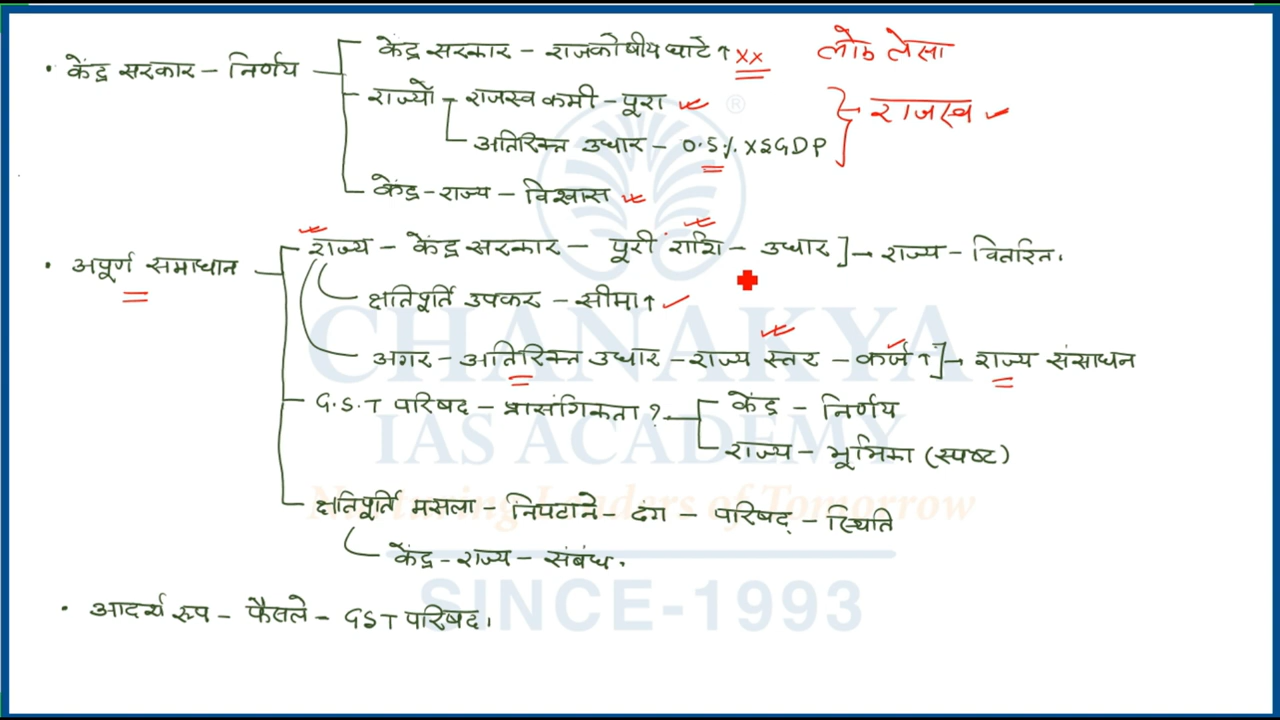 • केंद्र सरकार – निर्णय
केंद्र सरकार – राजकोषीय घाटे ↑ xx
लोक लेखा
राज्यों – राजस्व कमी – पूरा
अतिरिक्त उधार – 0.5% XSGDP
राजस्व
केंद्र – राज्य – विश्वास
• अपूर्ण समाधान
राज्य – केंद्र सरकार – पूरी राशि – उधार ] → राज्य – वितरित.
क्षतिपूर्ति उपकर – सीमा ↑
अगर – अतिरिक्त उधार – राज्य स्तर – कर्ज ↑ ] → राज्य संसाधन
G.S.T परिषद – प्रासंगिकता ?
केंद्र – निर्णय
राज्य – भूमिका (स्पष्ट)
क्षतिपूर्ति मसला – निपटाने – ढंग – परिषद् – स्थिति
केंद्र – राज्य – संबंध.
• आदर्श रूप – फैसले – GST परिषद.
CHANAKYA
IAS ACADEMY
Nurturing Leaders of Tomorrow
SINCE-1993
®